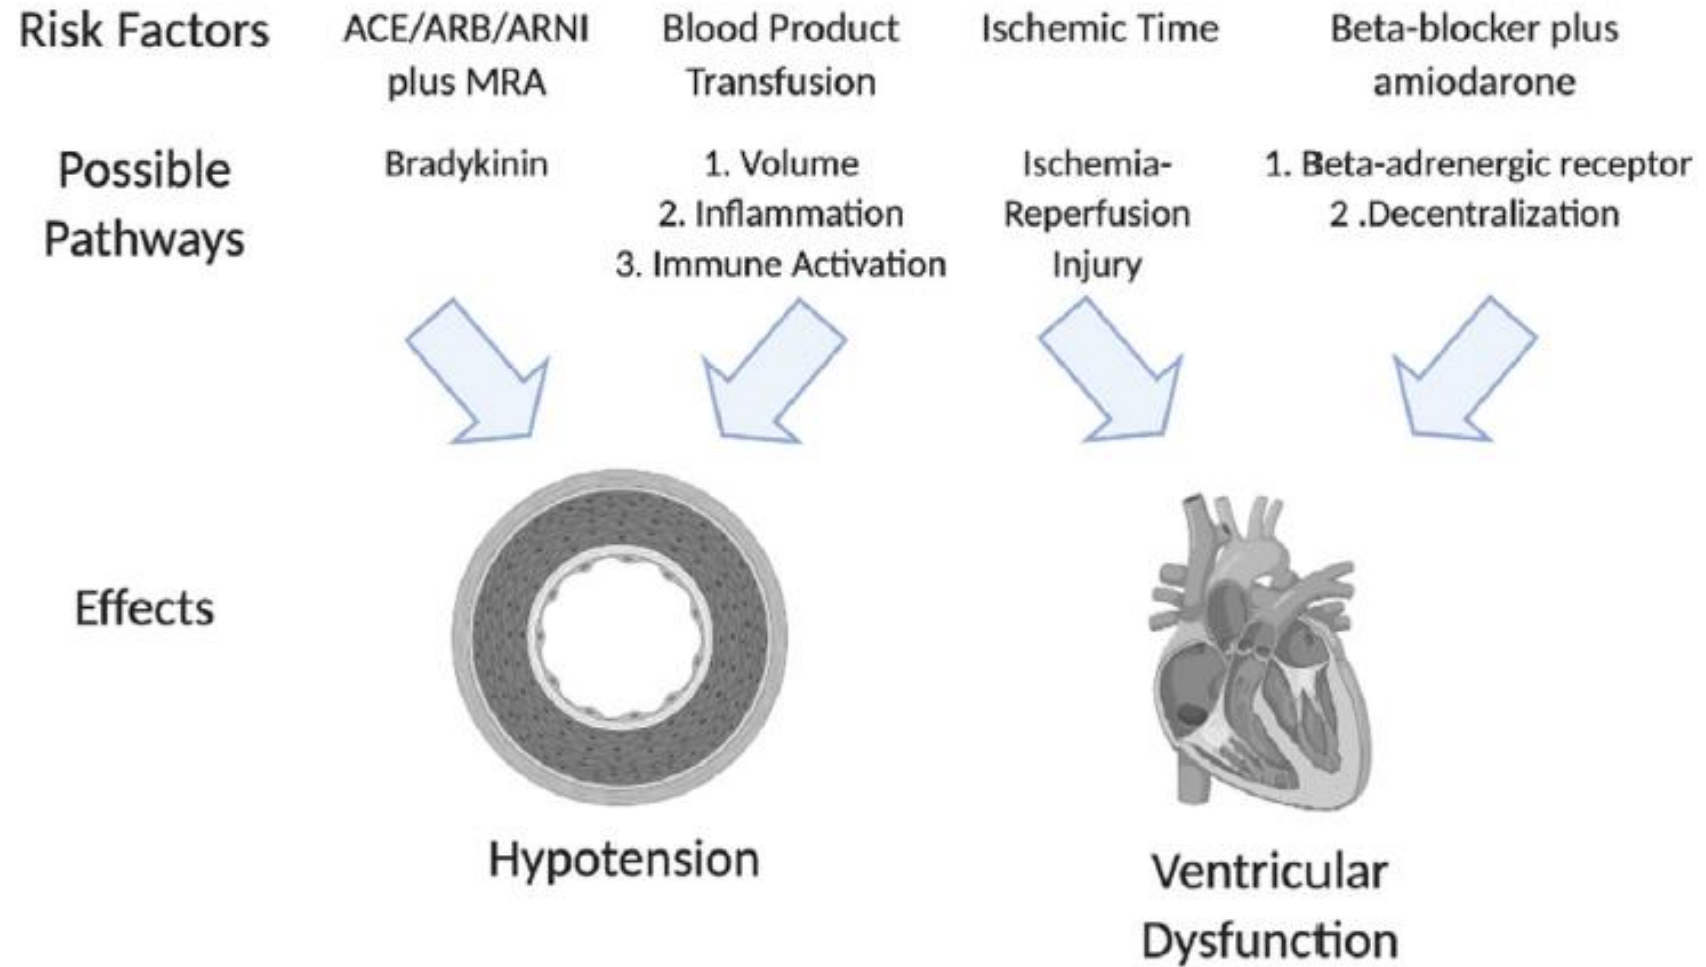 Risk Factors
ACE/ARB/ARNI
plus MRA
Blood Product
Transfusion
Ischemic Time
Beta-blocker plus
amiodarone
Possible
Pathways
Bradykinin
1. Volume
2. Inflammation
3. Immune Activation
Ischemia-
Reperfusion
Injury
1. Beta-adrenergic receptor
2 .Decentralization
Effects
Hypotension
Ventricular
Dysfunction